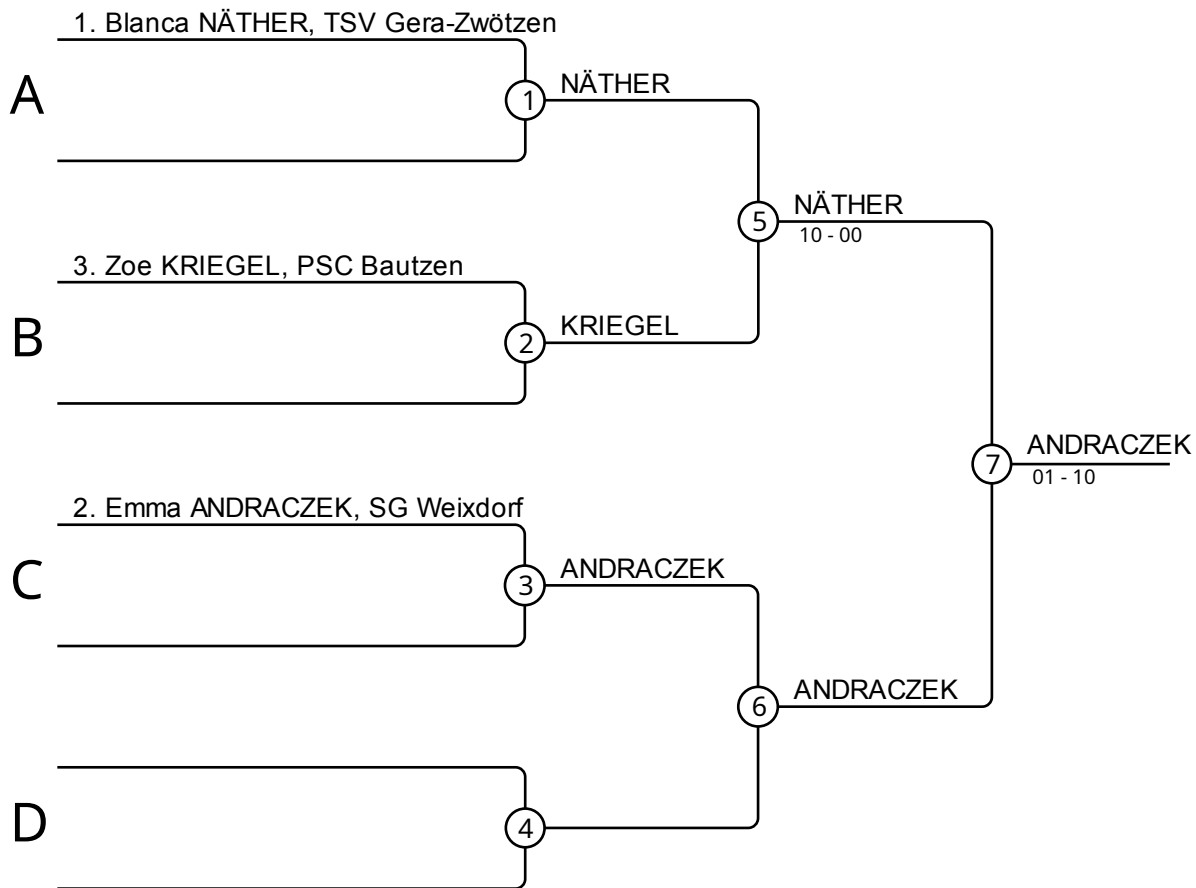 1. Blanca NÄTHER, TSV Gera-Zwötzen
A
1
NÄTHER
5
NÄTHER
10 - 00
3. Zoe KRIEGEL, PSC Bautzen
B
2
KRIEGEL
7
ANDRACZEK
01 - 10
2. Emma ANDRACZEK, SG Weixdorf
C
3
ANDRACZEK
6
ANDRACZEK
D
4